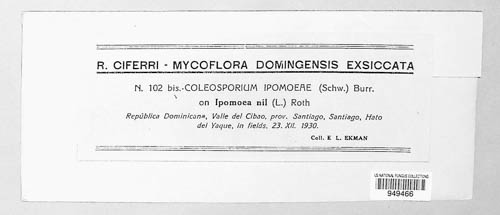 R. CIFERRI - MYCOFLORA DOMINGENSIS EXSICCATA
N. 102 bis.-COLEOSPORIUM IPOMOEAE (Schw.) Burr.
on Ipomoea nil (L.) Roth
República Dominicana, Valle del Cibao, prov. Santiago, Santiago, Hato
del Yaque, in fields, 23. XII. 1930.
Coll. E L. EKMAN
US NATIONAL FUNGUS COLLECTIONS
949466